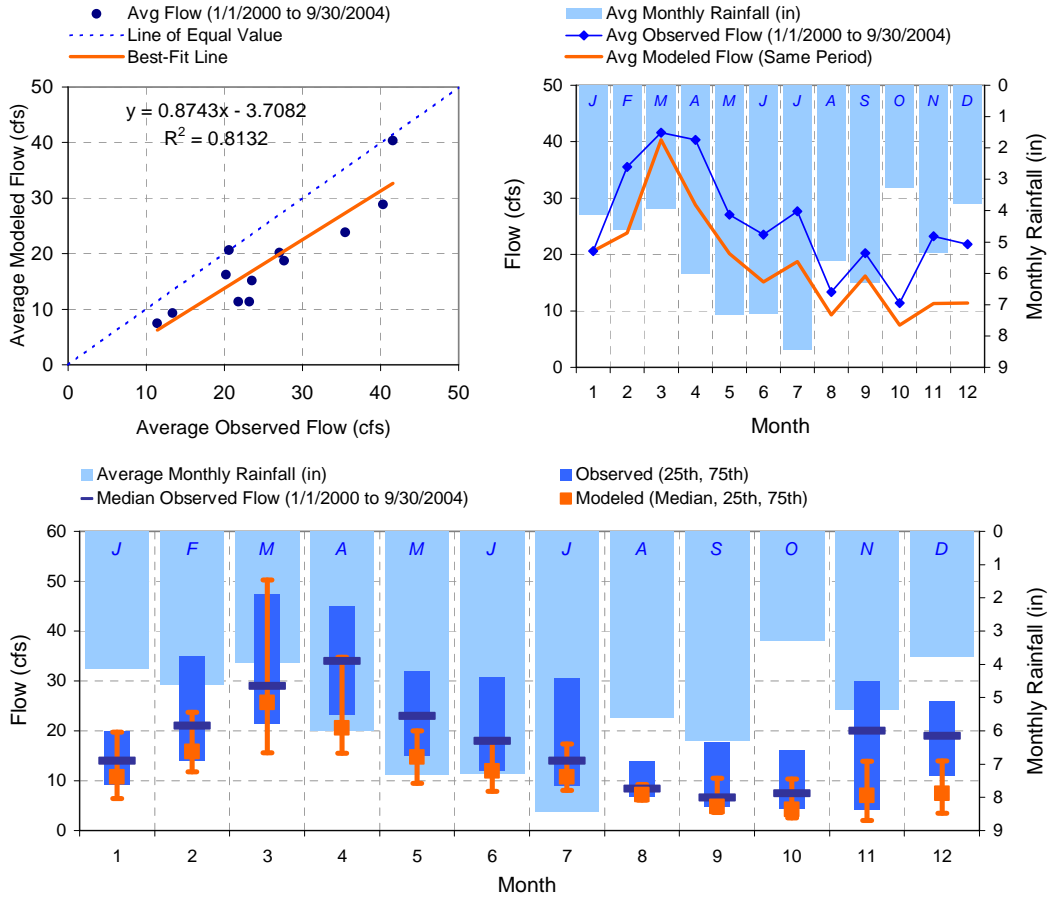 Avg Flow (1/1/2000 to 9/30/2004)
Line of Equal Value
Best-Fit Line
y = 0.8743x - 3.7082
R² = 0.8132
50
40
30
20
10
0
0 10 20 30 40 50
Average Modeled Flow (cfs)
Average Observed Flow (cfs)
Avg Monthly Rainfall (in)
Avg Observed Flow (1/1/2000 to 9/30/2004)
Avg Modeled Flow (Same Period)
J F M A M J J A S O N D
50
40
30
20
10
0
Flow (cfs)
0
1
2
3
4
5
6
7
8
9
Monthly Rainfall (in)
1 2 3 4 5 6 7 8 9 10 11 12
Month
Average Monthly Rainfall (in)
Observed (25th, 75th)
Median Observed Flow (1/1/2000 to 9/30/2004)
Modeled (Median, 25th, 75th)
J F M A M J J A S O N D
60
50
40
30
20
10
0
Flow (cfs)
0
1
2
3
4
5
6
7
8
9
Monthly Rainfall (in)
1 2 3 4 5 6 7 8 9 10 11 12
Month